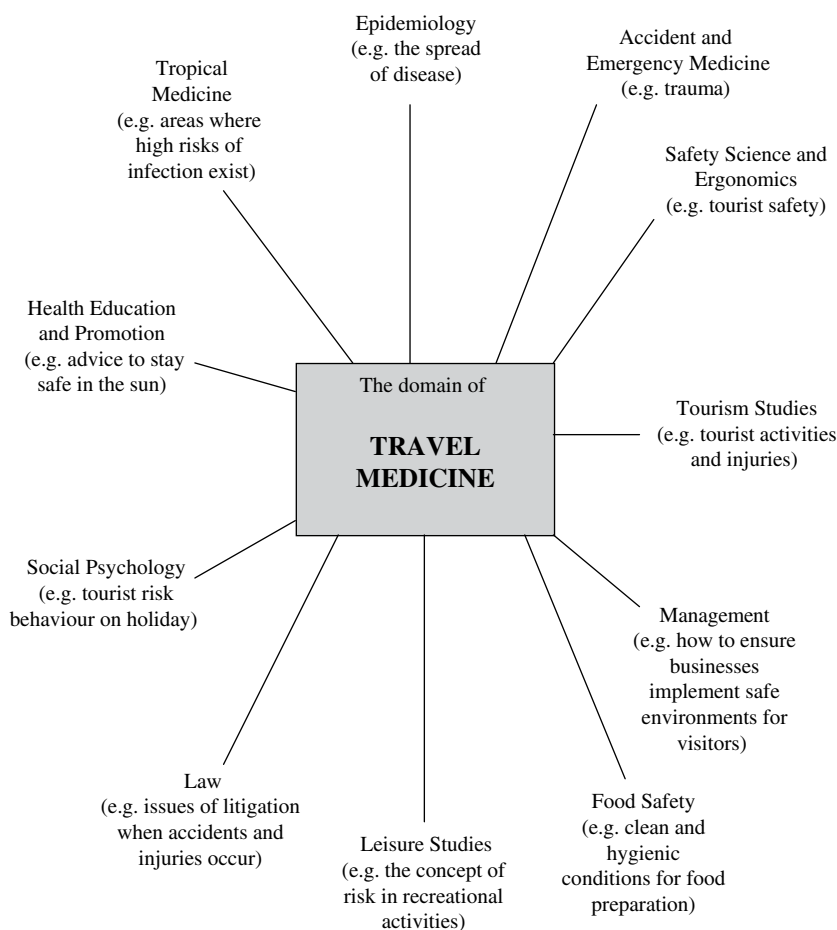 Epidemiology
(e.g. the spread
of disease)
Accident and
Emergency Medicine
(e.g. trauma)
Tropical
Medicine
(e.g. areas where
high risks of
infection exist)
Safety Science and
Ergonomics
(e.g. tourist safety)
Health Education
and Promotion
(e.g. advice to stay
safe in the sun)
The domain of
TRAVEL
MEDICINE
Tourism Studies
(e.g. tourist activities
and injuries)
Social Psychology
(e.g. tourist risk
behaviour on holiday)
Management
(e.g. how to ensure
businesses
implement safe
environments for
visitors)
Law
(e.g. issues of litigation
when accidents and
injuries occur)
Leisure Studies
(e.g. the concept of
risk in recreational
activities)
Food Safety
(e.g. clean and
hygienic
conditions for food
preparation)